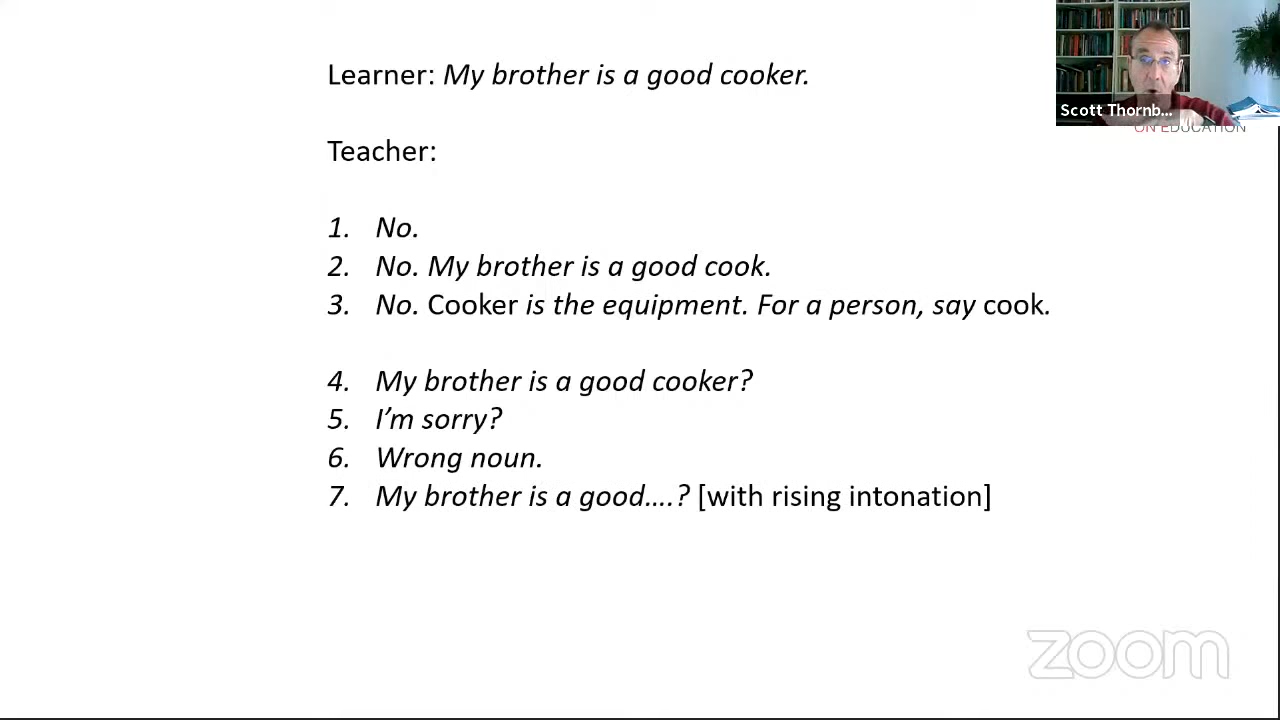 Learner: My brother is a good cooker.
Scott Thornb...
ON EDUCATION
Teacher:
1. No.
2. No. My brother is a good cook.
3. No. Cooker is the equipment. For a person, say cook.
4. My brother is a good cooker?
5. I'm sorry?
6. Wrong noun.
7. My brother is a good....? [with rising intonation]
zoom